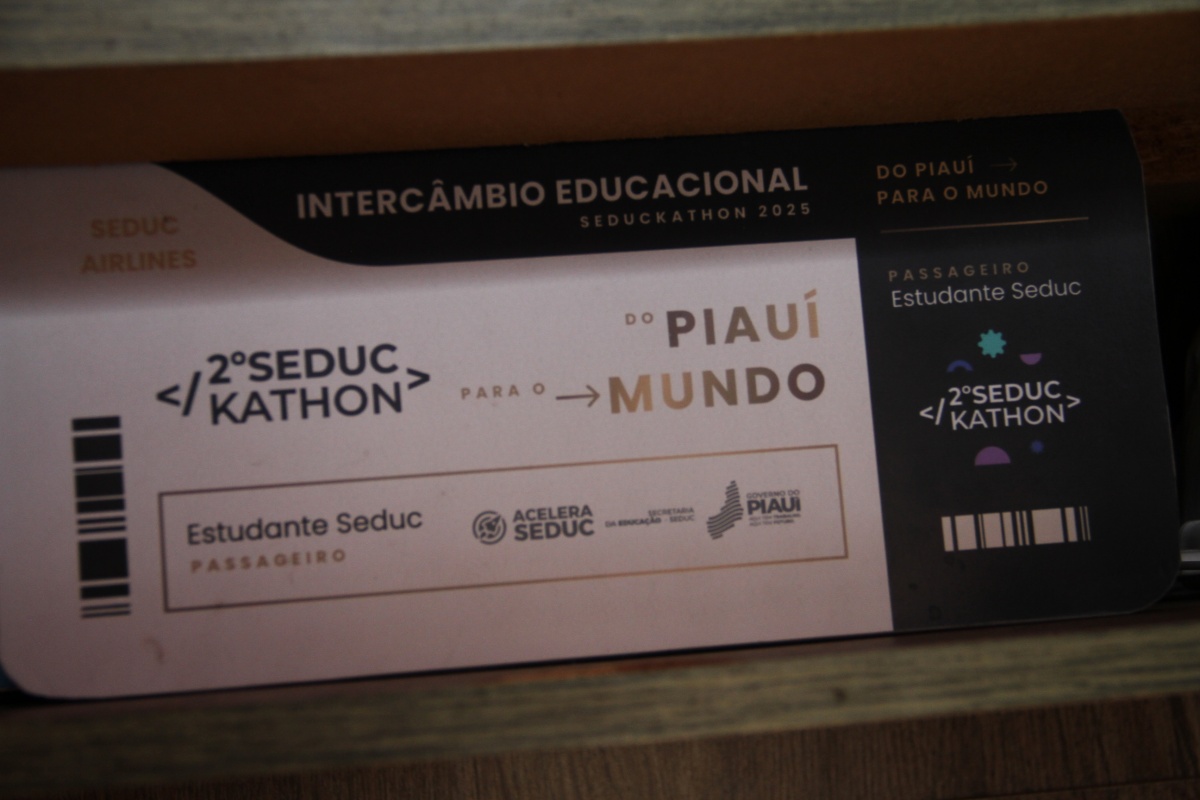 SEDUC
AIRLINES
INTERCÂMBIO EDUCACIONAL
SEDUCKATHON 2025
</2ºSEDUC
KATHON>
DO PIAUÍ
PARA O → MUNDO
Estudante Seduc
PASSAGEIRO
ACELERA
SEDUC
SECRETARIA
DA EDUCAÇÃO - SEDUC
GOVERNO DO
PIAUÍ
DO PIAUÍ →
PARA O MUNDO
PASSAGEIRO
Estudante Seduc
</2ºSEDUC
KATHON>